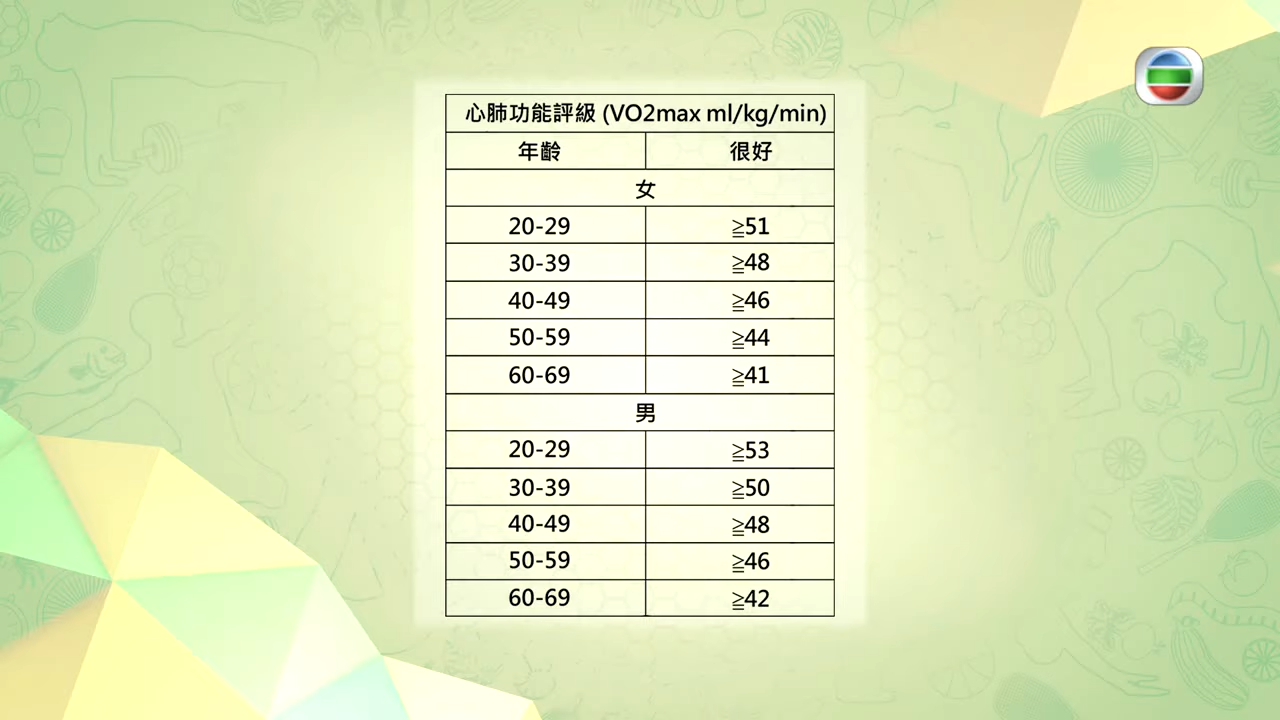 心肺功能評級 (VO2max ml/kg/min)
年齡 很好
女
20-29 ≧51
30-39 ≧48
40-49 ≧46
50-59 ≧44
60-69 ≧41
男
20-29 ≧53
30-39 ≧50
40-49 ≧48
50-59 ≧46
60-69 ≧42